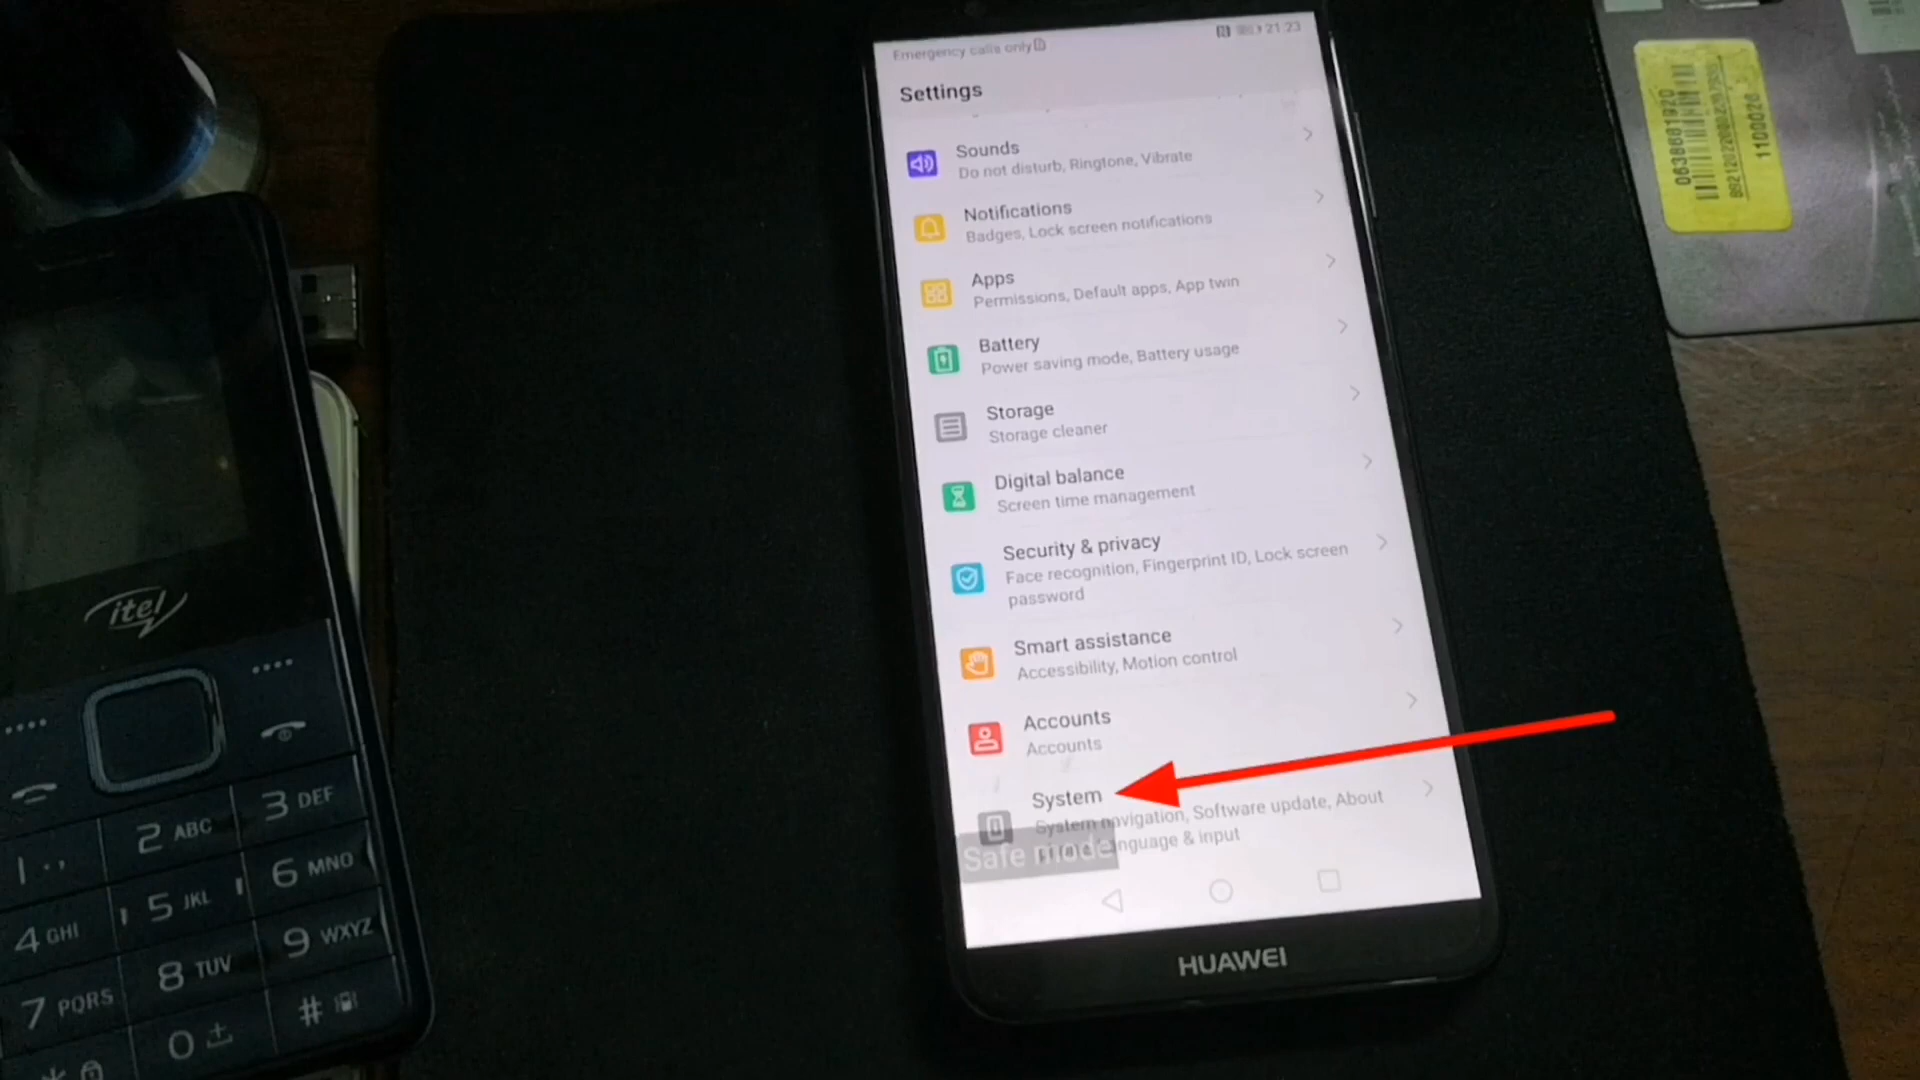 Emergency calls only
21:23
Settings
Sounds
Do not disturb, Ringtone, Vibrate
Notifications
Badges, Lock screen notifications
Apps
Permissions, Default apps, App twin
Battery
Power saving mode, Battery usage
Storage
Storage cleaner
Digital balance
Screen time management
Security & privacy
Face recognition, Fingerprint ID, Lock screen
password
Smart assistance
Accessibility, Motion control
Accounts
Accounts
System
System navigation, Software update, About
language & input
Safe mode
HUAWEI
itel
2 ABC
3 DEF
4 GHI
5 JKL
6 MNO
7 PQRS
8 TUV
9 WXYZ
0
#
0638681920
1100026